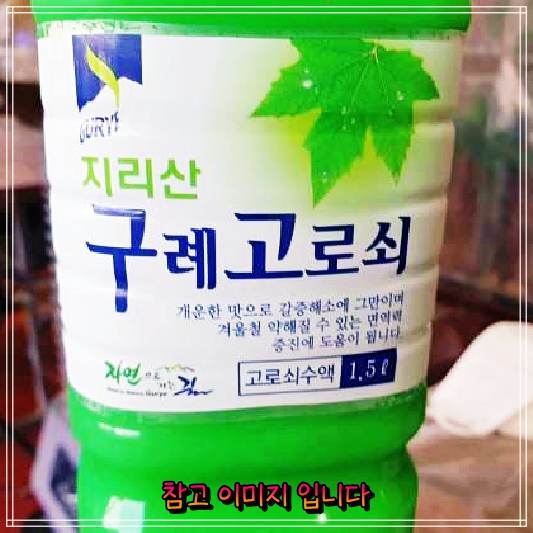 GURYE
지리산
구례고로쇠
개운한 맛으로 갈증해소에 그만이며
겨울철 약해질 수 있는 면역력
증진에 도움이 됩니다.
자연으로 가는 길
고로쇠수액 1.5ℓ
참고 이미지 입니다